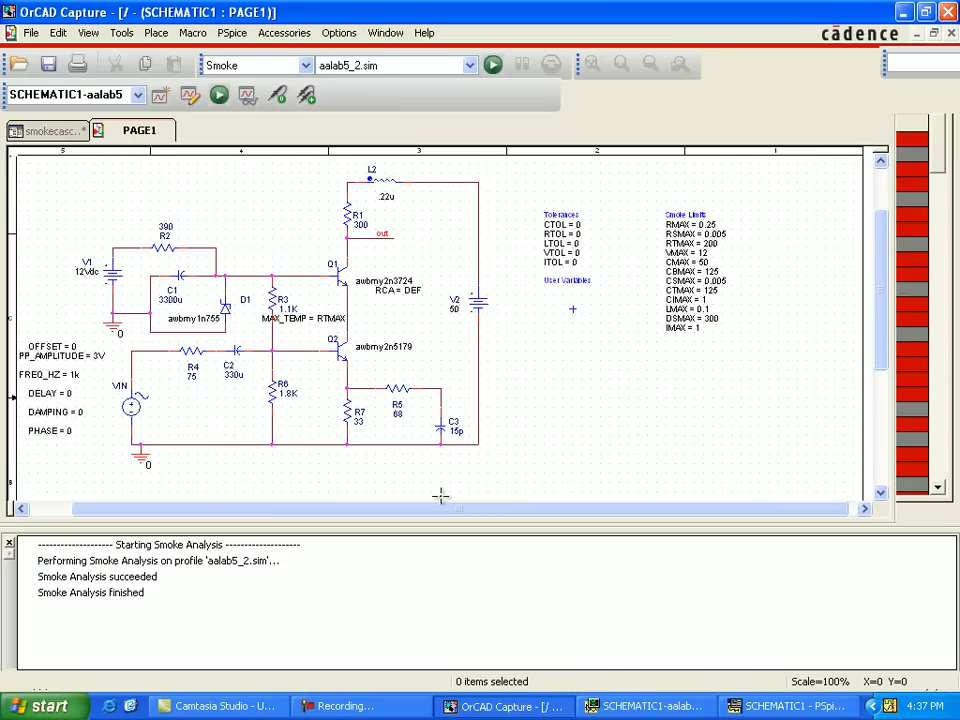 OrCAD Capture - [/ - (SCHEMATIC1 : PAGE1)]
File Edit View Tools Place Macro PSpice Accessories Options Window Help
cādence
Smoke aalab5_2.sim
SCHEMATIC1-aalab5
smokecasc..* PAGE1
5 4 3 2 1
L2
.22u
R1
300
out
390
R2
V1
12Vdc
C1
3300u
D1
awbmy1n755
0
R3
1.1K
MAX_TEMP = RTMAX
Q1
awbmy2n3724
RCA = DEF
V2
50
Q2
awbmy2n5179
OFFSET = 0
PP_AMPLITUDE = 3V
FREQ_HZ = 1k
DELAY = 0
DAMPING = 0
PHASE = 0
VIN
R4
75
C2
330u
R6
1.8K
R7
33
R5
68
C3
15p
0
Tolerances
CTOL = 0
RTOL = 0
LTOL = 0
VTOL = 0
ITOL = 0
User Variables
Smoke Limits
RMAX = 0.25
RSMAX = 0.005
RTMAX = 200
VMAX = 12
CMAX = 50
CBMAX = 125
CSMAX = 0.005
CTMAX = 125
CIMAX = 1
LMAX = 0.1
DSMAX = 300
IMAX = 1
-------------------- Starting Smoke Analysis --------------------
Performing Smoke Analysis on profile 'aalab5_2.sim'...
Smoke Analysis succeeded
Smoke Analysis finished
0 items selected Scale=100% X=0 Y=0
start Camtasia Studio - U... Recording... OrCAD Capture - [/ ... SCHEMATIC1-aalab... SCHEMATIC1 - PSpi... 4:37 PM